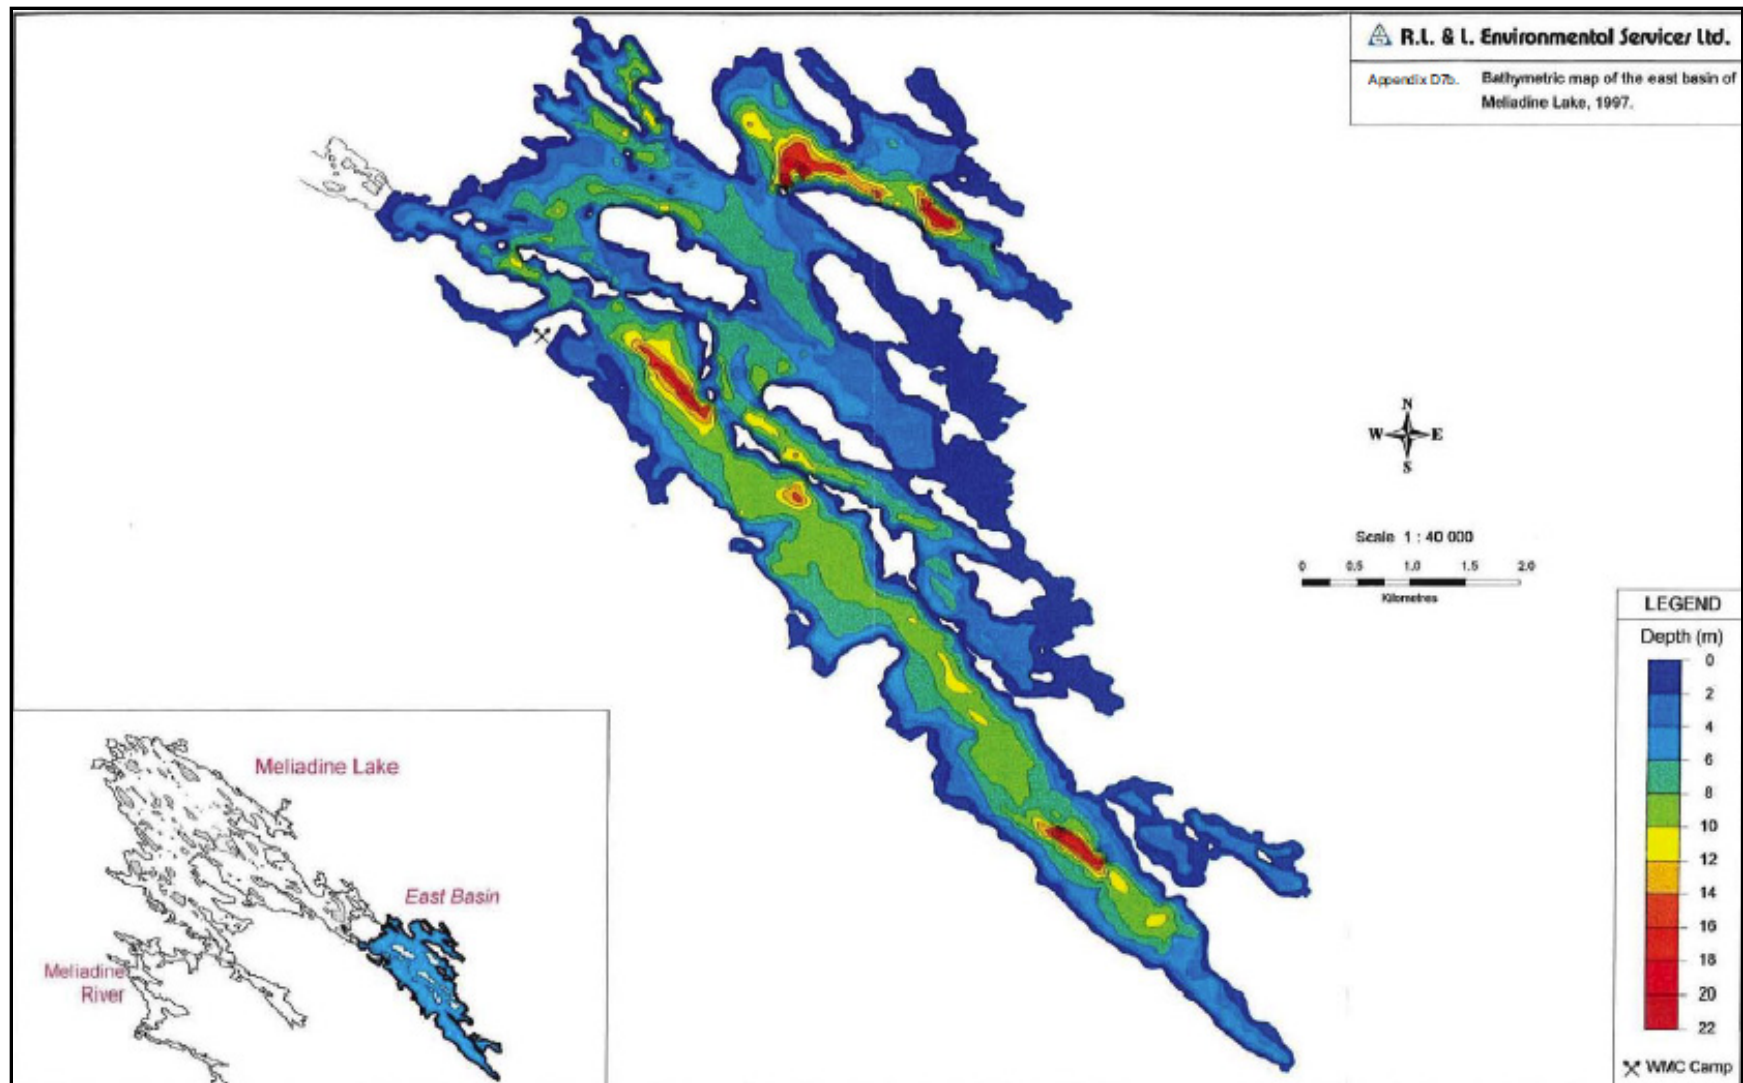 R.L. & L. Environmental Services Ltd.
Appendix D7b. Bathymetric map of the east basin of
Meliadine Lake, 1997.
N
W E
S
Scale 1 : 40 000
0 0.5 1.0 1.5 2.0
Kilometres
LEGEND
Depth (m)
0
2
4
6
8
10
12
14
16
18
20
22
WMC Camp
Meliadine Lake
East Basin
Meliadine
River